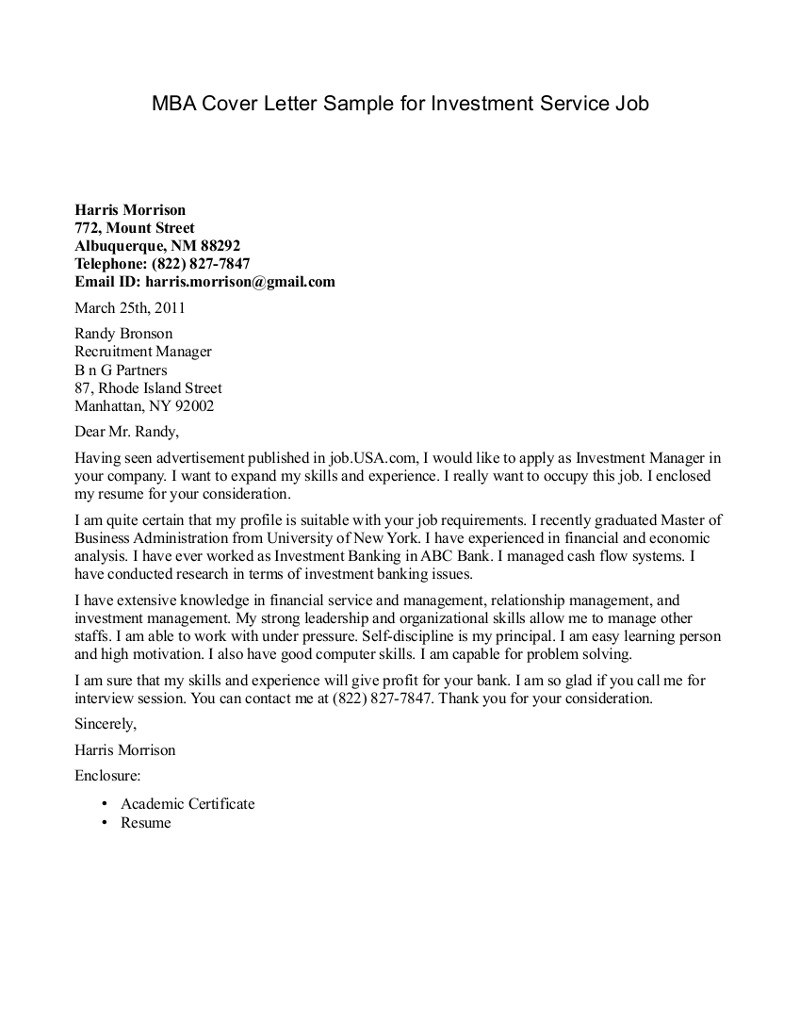 MBA Cover Letter Sample for Investment Service Job
Harris Morrison
772, Mount Street
Albuquerque, NM 88292
Telephone: (822) 827-7847
Email ID: harris.morrison@gmail.com
March 25th, 2011
Randy Bronson
Recruitment Manager
B n G Partners
87, Rhode Island Street
Manhattan, NY 92002
Dear Mr. Randy,
Having seen advertisement published in job.USA.com, I would like to apply as Investment Manager in
your company. I want to expand my skills and experience. I really want to occupy this job. I enclosed
my resume for your consideration.
I am quite certain that my profile is suitable with your job requirements. I recently graduated Master of
Business Administration from University of New York. I have experienced in financial and economic
analysis. I have ever worked as Investment Banking in ABC Bank. I managed cash flow systems. I
have conducted research in terms of investment banking issues.
I have extensive knowledge in financial service and management, relationship management, and
investment management. My strong leadership and organizational skills allow me to manage other
staffs. I am able to work with under pressure. Self-discipline is my principal. I am easy learning person
and high motivation. I also have good computer skills. I am capable for problem solving.
I am sure that my skills and experience will give profit for your bank. I am so glad if you call me for
interview session. You can contact me at (822) 827-7847. Thank you for your consideration.
Sincerely,
Harris Morrison
Enclosure:
• Academic Certificate
• Resume